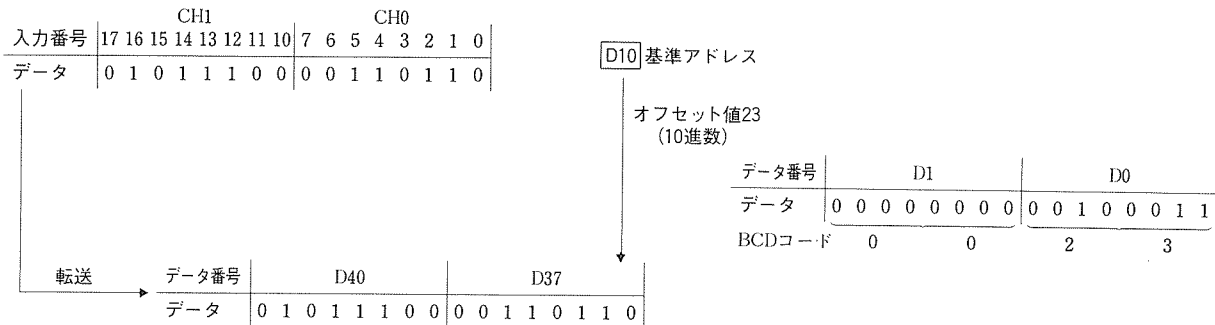 CH1 CH0
入力番号 17 16 15 14 13 12 11 10 7 6 5 4 3 2 1 0
データ 0 1 0 1 1 1 0 0 0 0 1 1 0 1 1 0
D10 基準アドレス
オフセット値23
(10進数)
データ番号 D1 D0
データ 0 0 0 0 0 0 0 0 0 0 1 0 0 0 1 1
BCDコード 0 0 2 3
転送
データ番号 D40 D37
データ 0 1 0 1 1 1 0 0 0 0 1 1 0 1 1 0